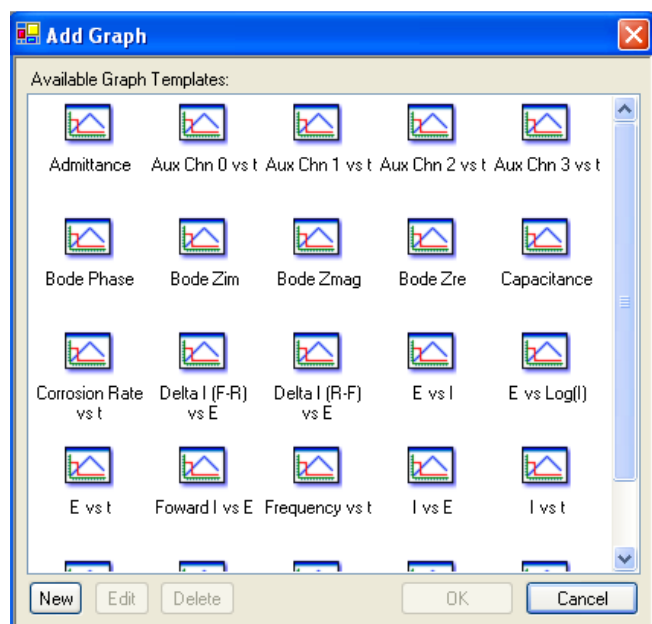 Add Graph
Available Graph Templates:
Admittance Aux Chn 0 vs t Aux Chn 1 vs t Aux Chn 2 vs t Aux Chn 3 vs t
Bode Phase Bode Zim Bode Zmag Bode Zre Capacitance
Corrosion Rate Delta I (F-R) Delta I (R-F) E vs I E vs Log(I)
vs t vs E vs E
E vs t Foward I vs E Frequency vs t I vs E I vs t
New Edit Delete OK Cancel